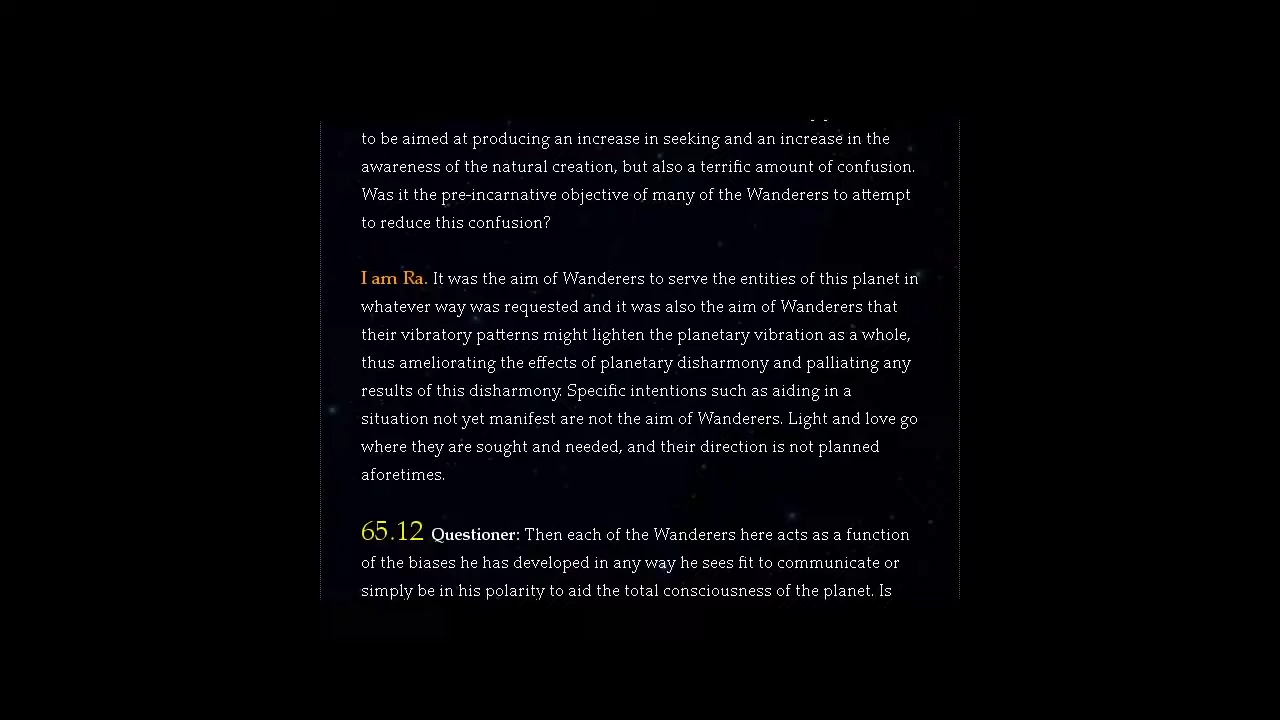 to be aimed at producing an increase in seeking and an increase in the
awareness of the natural creation, but also a terrific amount of confusion.
Was it the pre-incarnative objective of many of the Wanderers to attempt
to reduce this confusion?
I am Ra. It was the aim of Wanderers to serve the entities of this planet in
whatever way was requested and it was also the aim of Wanderers that
their vibratory patterns might lighten the planetary vibration as a whole,
thus ameliorating the effects of planetary disharmony and palliating any
results of this disharmony. Specific intentions such as aiding in a
situation not yet manifest are not the aim of Wanderers. Light and love go
where they are sought and needed, and their direction is not planned
aforetimes.
65.12 Questioner: Then each of the Wanderers here acts as a function
of the biases he has developed in any way he sees fit to communicate or
simply be in his polarity to aid the total consciousness of the planet. Is